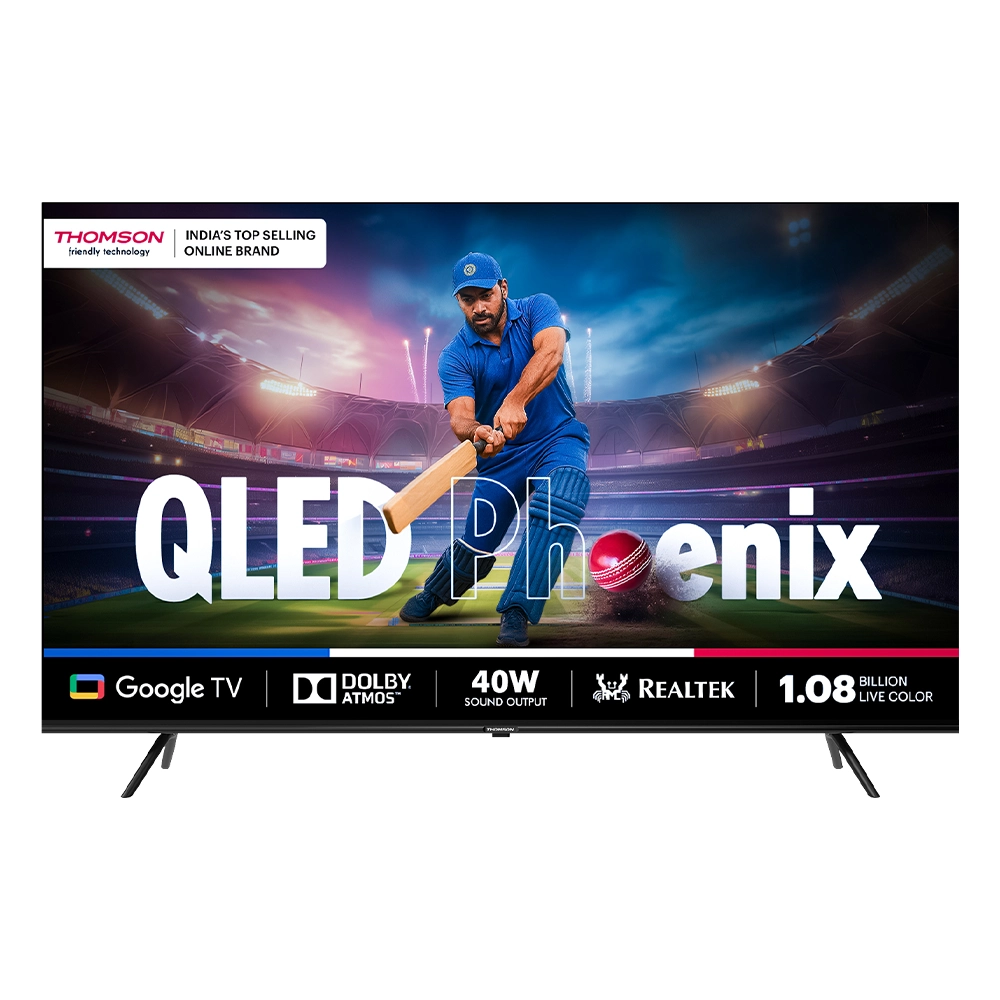 THOMSON
friendly technology
INDIA'S TOP SELLING
ONLINE BRAND
QLED Phoenix
Google TV
DOLBY
ATMOS™
40W
SOUND OUTPUT
REALTEK
1.08 BILLION
LIVE COLOR
THOMSON